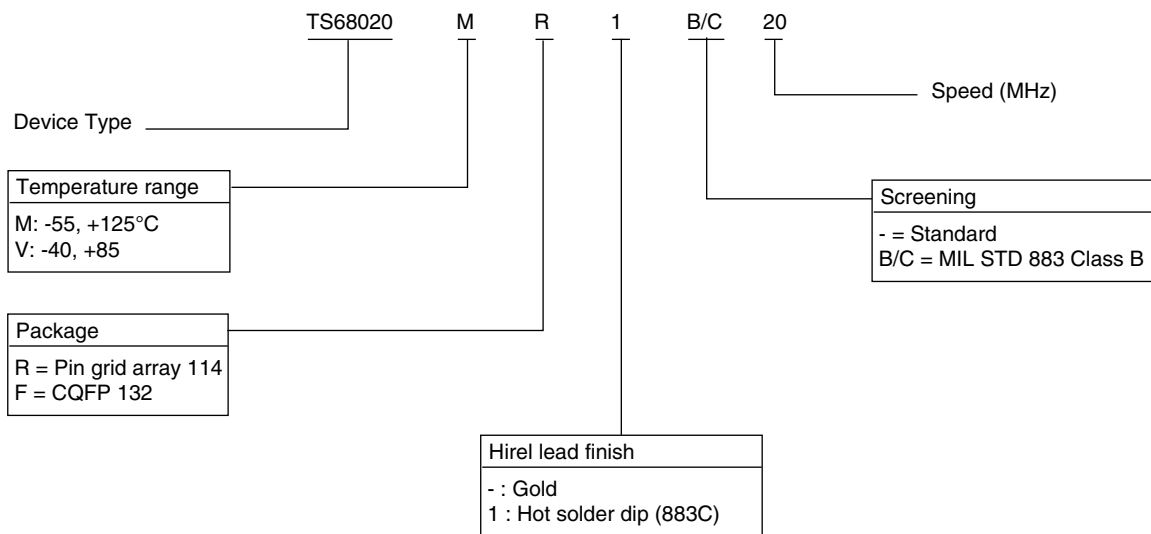 TS68020 M R 1 B/C 20
Speed (MHz)
Device Type
Temperature range
M: -55, +125°C
V: -40, +85
Screening
- = Standard
B/C = MIL STD 883 Class B
Package
R = Pin grid array 114
F = CQFP 132
Hirel lead finish
- : Gold
1 : Hot solder dip (883C)